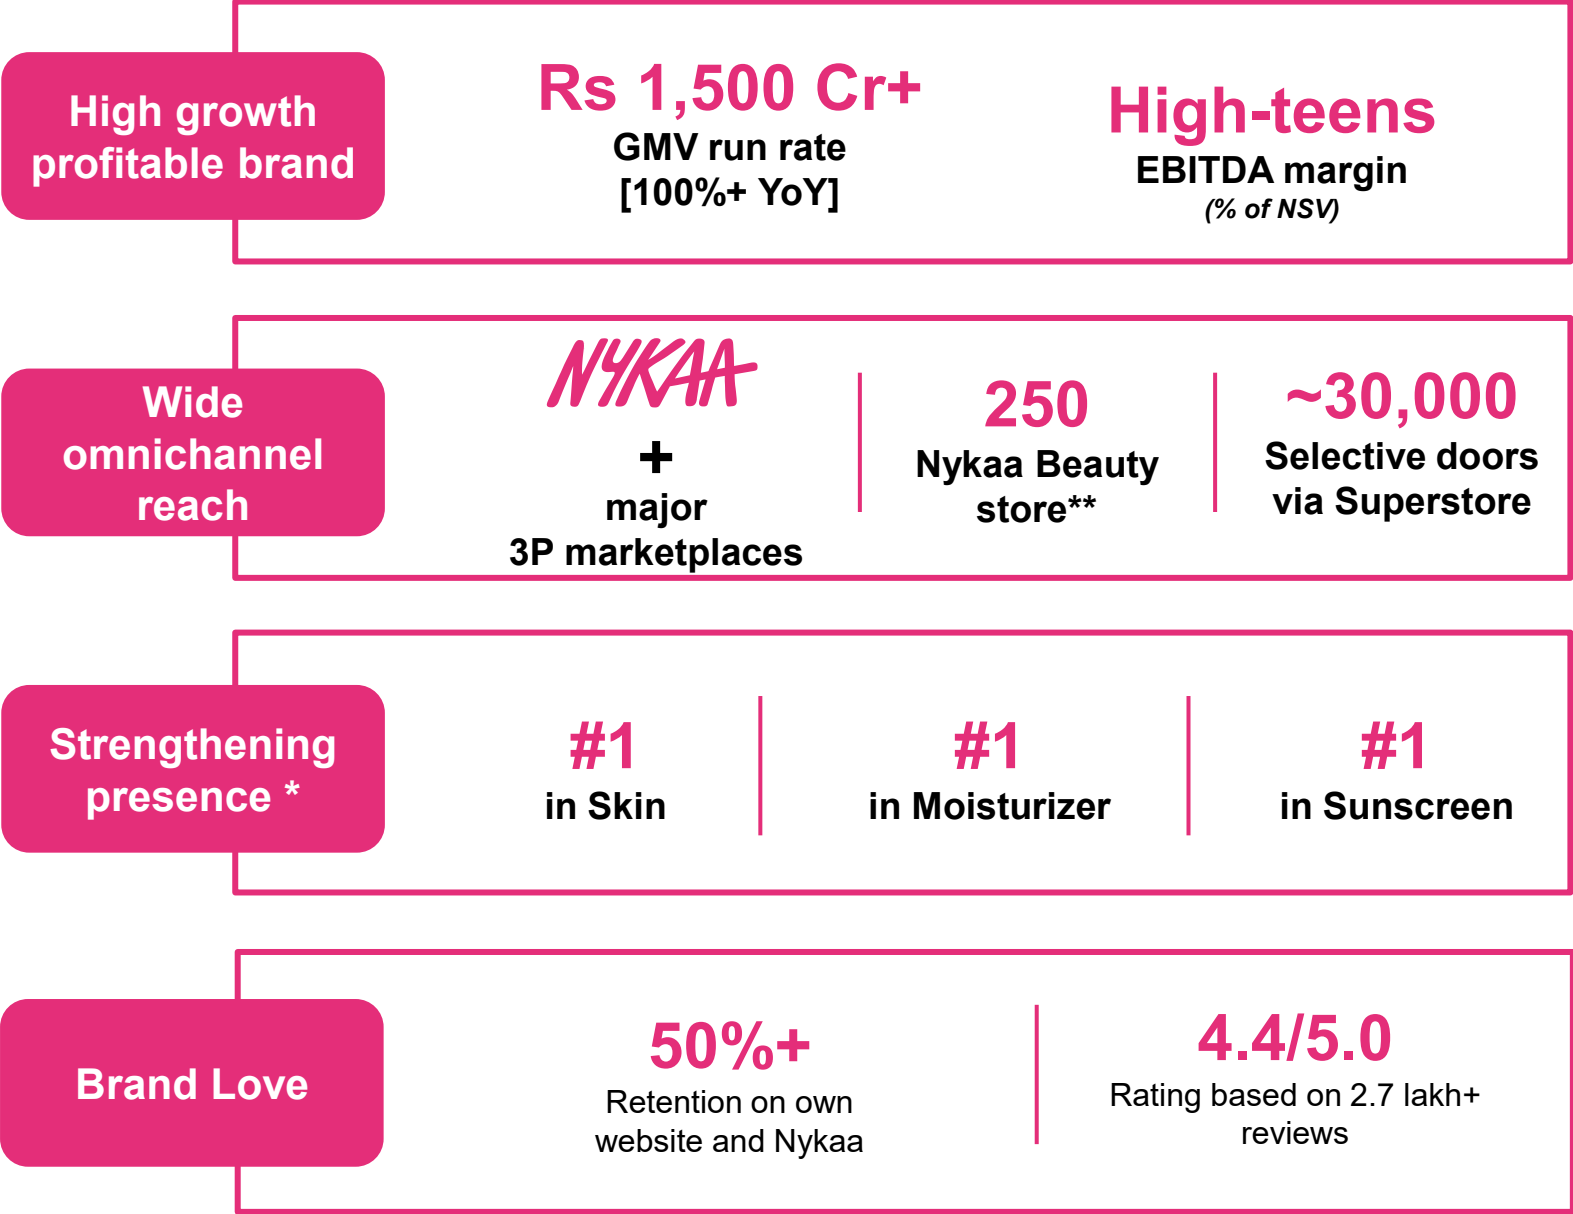 High growth
profitable brand
Rs 1,500 Cr+
GMV run rate
[100%+ YoY]
High-teens
EBITDA margin
(% of NSV)
Wide
omnichannel
reach
NYKAA
+
major
3P marketplaces
250
Nykaa Beauty
store**
~30,000
Selective doors
via Superstore
Strengthening
presence *
#1
in Skin
#1
in Moisturizer
#1
in Sunscreen
Brand Love
50%+
Retention on own
website and Nykaa
4.4/5.0
Rating based on 2.7 lakh+
reviews